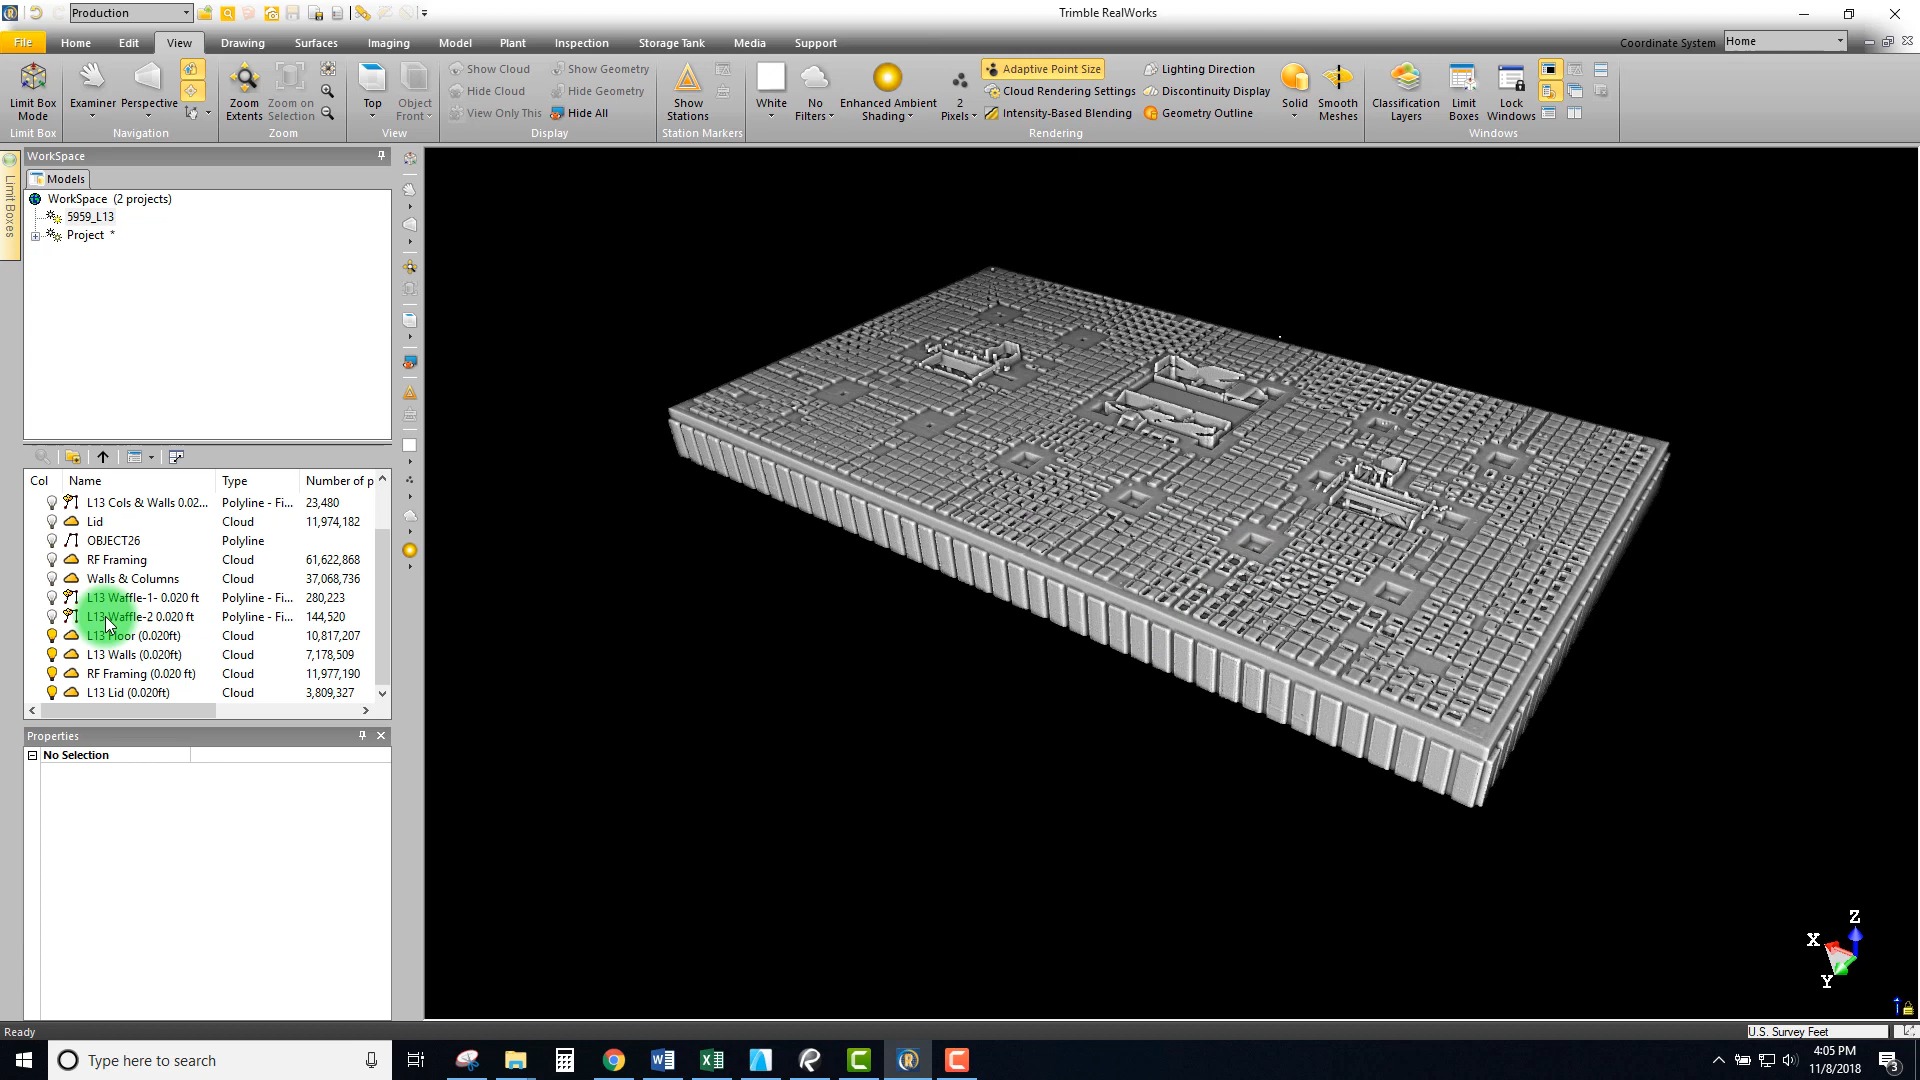 Production
Trimble RealWorks
File
Home
Edit
View
Drawing
Surfaces
Imaging
Model
Plant
Inspection
Storage Tank
Media
Support
Coordinate System
Home
Limit Box
Mode
Limit Box
Examiner
Perspective
Navigation
Zoom
Extents
Zoom on
Selection
Zoom
Top
Object
Front
View
Show Cloud
Hide Cloud
View Only This
Show Geometry
Hide Geometry
Hide All
Display
Show
Stations
Station Markers
White
No
Filters
Enhanced Ambient
Shading
2
Pixels
Adaptive Point Size
Cloud Rendering Settings
Intensity-Based Blending
Lighting Direction
Discontinuity Display
Geometry Outline
Rendering
Solid
Smooth
Meshes
Classification
Layers
Limit
Boxes
Lock
Windows
Windows
Limit Boxes
WorkSpace
Models
WorkSpace (2 projects)
5959_L13
Project *
Col Name Type Number of p
L13 Cols & Walls 0.02... Polyline - Fi... 23,480
Lid Cloud 11,974,182
OBJECT26 Polyline
RF Framing Cloud 61,622,868
Walls & Columns Cloud 37,068,736
L13 Waffle-1- 0.020 ft Polyline - Fi... 280,223
L13 Waffle-2 0.020 ft Polyline - Fi... 144,520
L13 Floor (0.020ft) Cloud 10,817,207
L13 Walls (0.020ft) Cloud 7,178,509
RF Framing (0.020 ft) Cloud 11,977,190
L13 Lid (0.020ft) Cloud 3,809,327
Properties
No Selection
Z
X
Y
Ready
U.S. Survey Feet
Type here to search
4:05 PM
11/8/2018
3